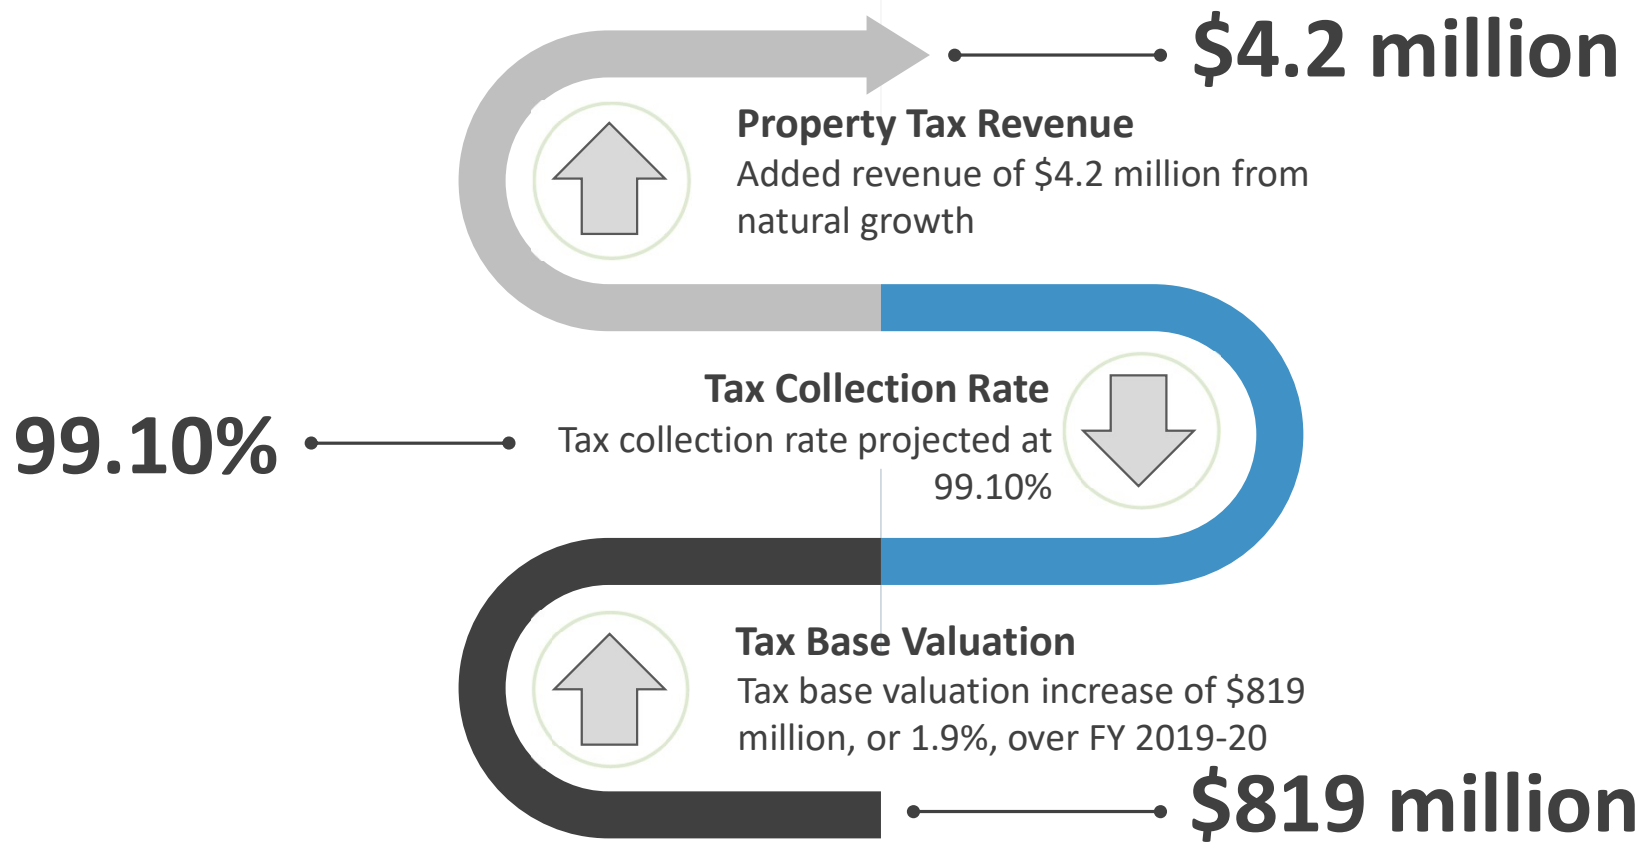 $4.2 million
Property Tax Revenue
Added revenue of $4.2 million from
natural growth
Tax Collection Rate
99.10%
Tax collection rate projected at
99.10%
Tax Base Valuation
Tax base valuation increase of $819
million, or 1.9%, over FY 2019-20
$819 million